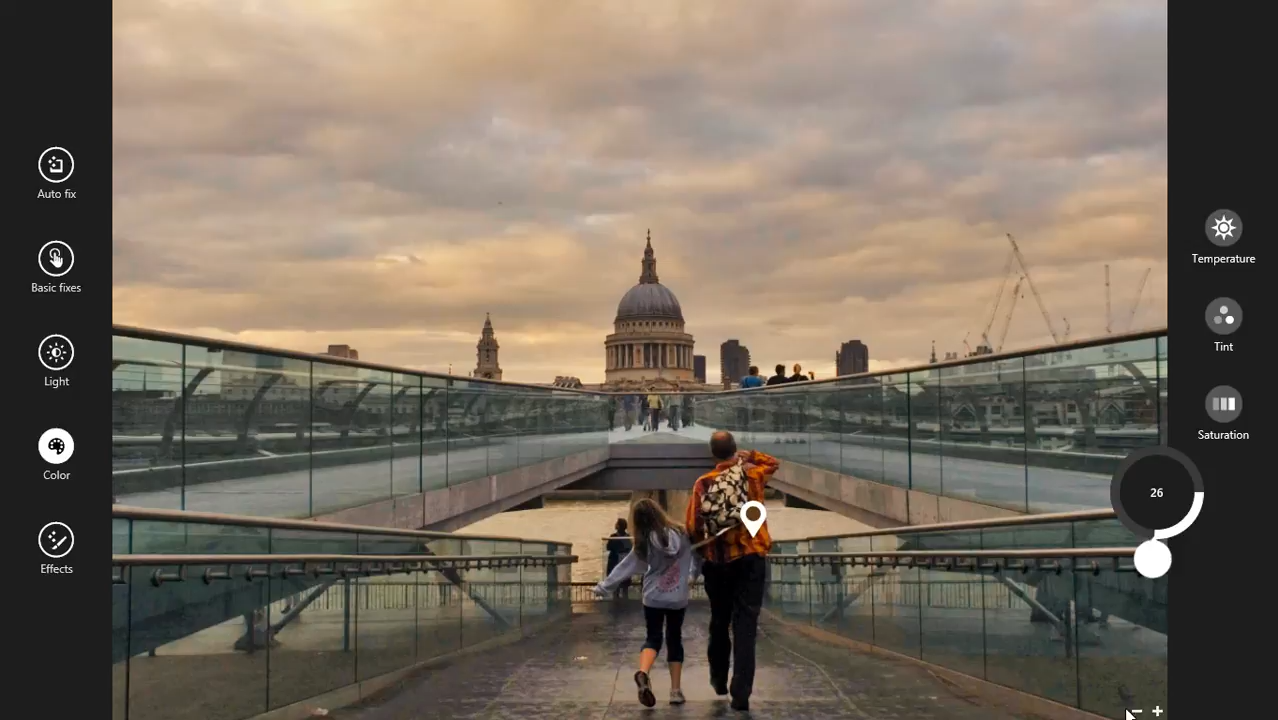 Auto fix
Basic fixes
Light
Color
Effects
Temperature
Tint
Saturation
26